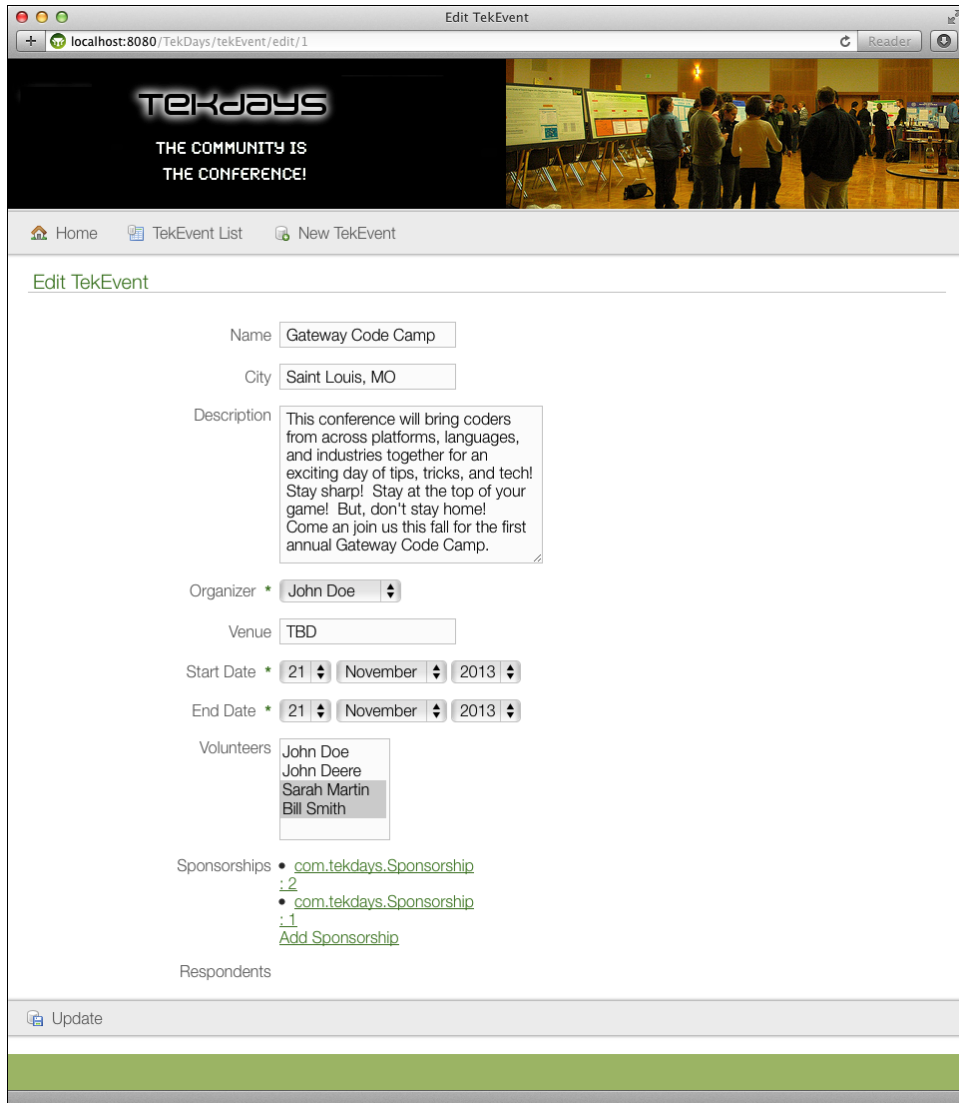 Edit TekEvent
localhost:8080/TekDays/tekEvent/edit/1
Reader
TekDays
THE COMMUNITY IS
THE CONFERENCE!
Home TekEvent List New TekEvent
Edit TekEvent
Name Gateway Code Camp
City Saint Louis, MO
Description This conference will bring coders
from across platforms, languages,
and industries together for an
exciting day of tips, tricks, and tech!
Stay sharp!  Stay at the top of your
game!  But, don't stay home!
Come an join us this fall for the first
annual Gateway Code Camp.
Organizer * John Doe
Venue TBD
Start Date * 21 November 2013
End Date * 21 November 2013
Volunteers John Doe
John Deere
Sarah Martin
Bill Smith
Sponsorships • com.tekdays.Sponsorship
: 2
• com.tekdays.Sponsorship
: 1
Add Sponsorship
Respondents
Update